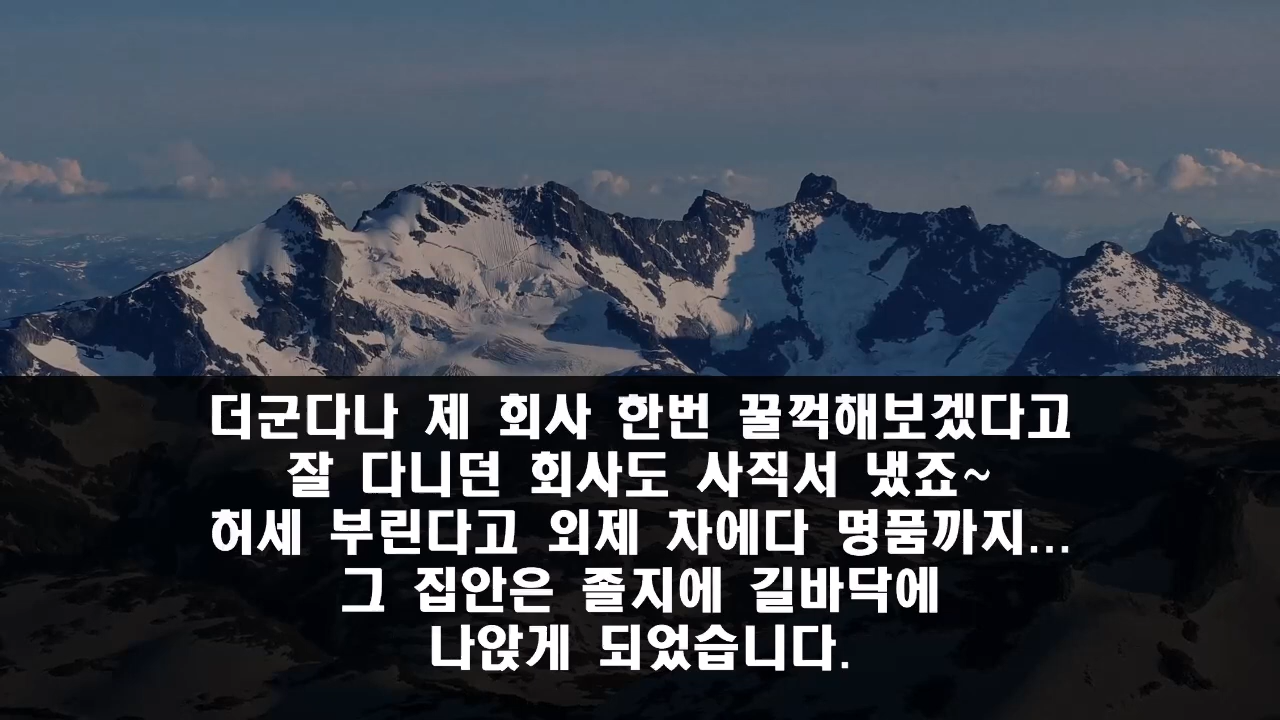 더군다나 제 회사 한번 꿀꺽해보겠다고
잘 다니던 회사도 사직서 냈죠~
허세 부린다고 외제 차에다 명품까지...
그 집안은 졸지에 길바닥에
나앉게 되었습니다.